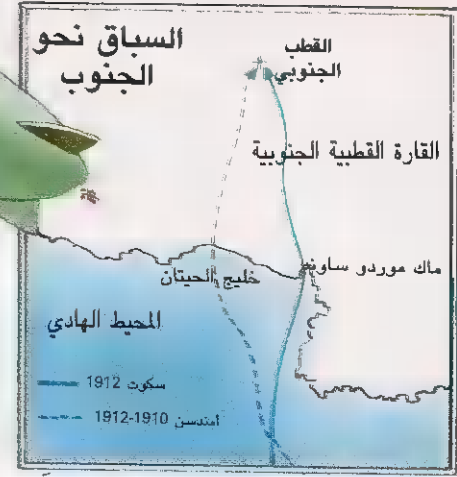 السباق نحو
الجنوب
القطب
الجنوبي
القارة القطبية الجنوبية
ماك موردو ساوند
خليج الحيتان
المحيط الهادي
سكوت 1912
أمندسن 1910-1912